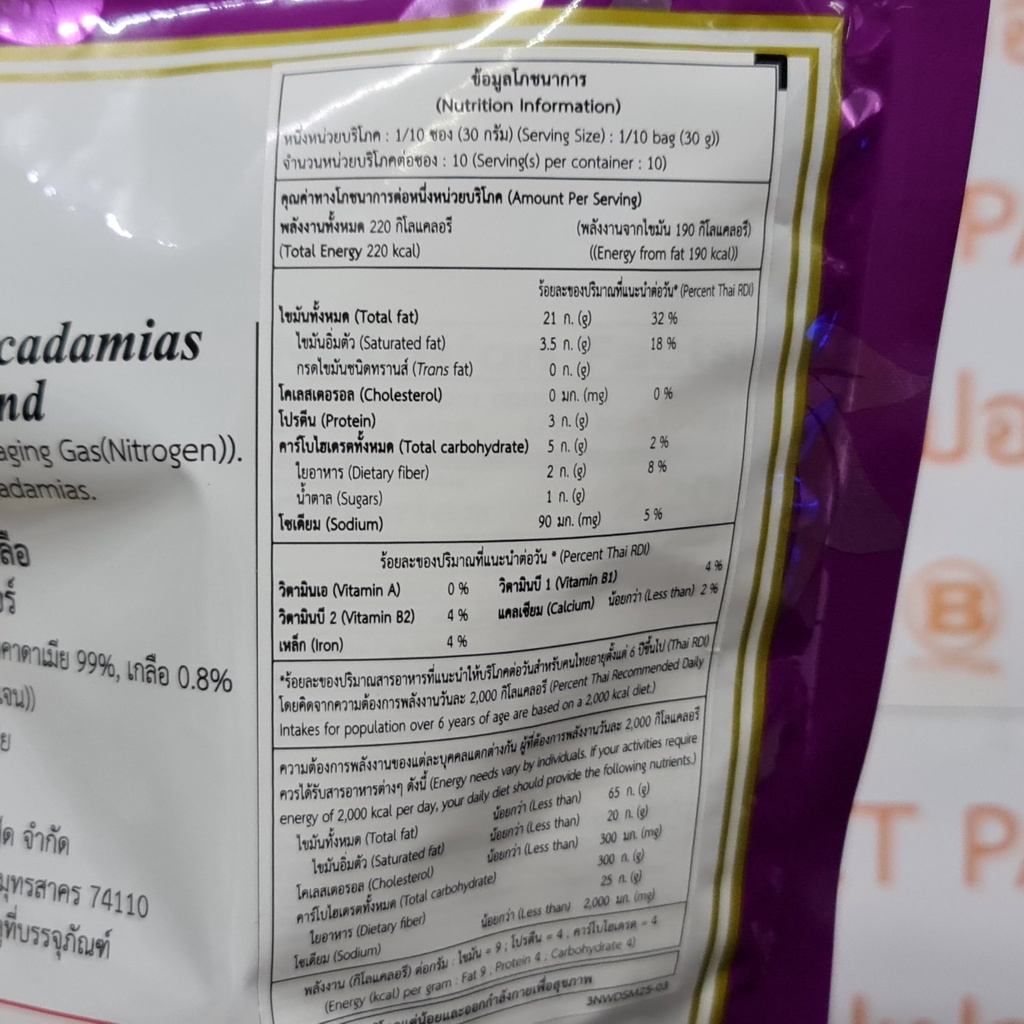 cadamias
nd
aging Gas(Nitrogen)).
adamias.
คาดาเมีย 99%, เกลือ 0.8%
จำกัด
มุทรสาคร 74110
ที่บรรจุภัณฑ์
ข้อมูลโภชนาการ
(Nutrition Information)
หนึ่งหน่วยบริโภค : 1/10 ซอง (30 กรัม) (Serving Size) : 1/10 bag (30 g))
จำนวนหน่วยบริโภคต่อซอง : 10 (Serving(s) per container : 10)
คุณค่าทางโภชนาการต่อหนึ่งหน่วยบริโภค (Amount Per Serving)
พลังงานทั้งหมด 220 กิโลแคลอรี (พลังงานจากไขมัน 190 กิโลแคลอรี)
(Total Energy 220 kcal) ((Energy from fat 190 kcal))
ร้อยละของปริมาณที่แนะนำต่อวัน* (Percent Thai RDI)
ไขมันทั้งหมด (Total fat) 21 ก. (g) 32 %
ไขมันอิ่มตัว (Saturated fat) 3.5 ก. (g) 18 %
กรดไขมันชนิดทรานส์ (Trans fat) 0 ก. (g)
โคเลสเตอรอล (Cholesterol) 0 มก. (mg) 0 %
โปรตีน (Protein) 3 ก. (g)
คาร์โบไฮเดรตทั้งหมด (Total carbohydrate) 5 ก. (g) 2 %
ใยอาหาร (Dietary fiber) 2 ก. (g) 8 %
น้ำตาล (Sugars) 1 ก. (g)
โซเดียม (Sodium) 90 มก. (mg) 5 %
ร้อยละของปริมาณที่แนะนำต่อวัน * (Percent Thai RDI)
วิตามินเอ (Vitamin A) 0 % วิตามินบี 1 (Vitamin B1) 4 %
วิตามินบี 2 (Vitamin B2) 4 % แคลเซียม (Calcium) น้อยกว่า (Less than) 2 %
เหล็ก (Iron) 4 %
*ร้อยละของปริมาณสารอาหารที่แนะนำให้บริโภคต่อวันสำหรับคนไทยอายุตั้งแต่ 6 ปีขึ้นไป (Thai RDI)
โดยคิดจากความต้องการพลังงานวันละ 2,000 กิโลแคลอรี (Percent Thai Recommended Daily
Intakes for population over 6 years of age are based on a 2,000 kcal diet.)
ความต้องการพลังงานของแต่ละบุคคลแตกต่างกัน ผู้ที่ต้องการพลังงานวันละ 2,000 กิโลแคลอรี
ควรได้รับสารอาหารต่างๆ ดังนี้ (Energy needs vary by individuals. If your activities require
energy of 2,000 kcal per day, your daily diet should provide the following nutrients.)
ไขมันทั้งหมด (Total fat) น้อยกว่า (Less than) 65 ก. (g)
ไขมันอิ่มตัว (Saturated fat) น้อยกว่า (Less than) 20 ก. (g)
โคเลสเตอรอล (Cholesterol) น้อยกว่า (Less than) 300 มก. (mg)
คาร์โบไฮเดรตทั้งหมด (Total carbohydrate) 300 ก. (g)
ใยอาหาร (Dietary fiber) 25 ก. (g)
โซเดียม (Sodium) น้อยกว่า (Less than) 2,000 มก. (mg)
พลังงาน (กิโลแคลอรี) ต่อกรัม : ไขมัน = 9 ; โปรตีน = 4 ; คาร์โบไฮเดรต = 4
(Energy (kcal) per gram : Fat 9 ; Protein 4 ; Carbohydrate 4)
แต่น้อยและออกกำลังกายเพื่อสุขภาพ
3NWDSM25-03
B
T PA